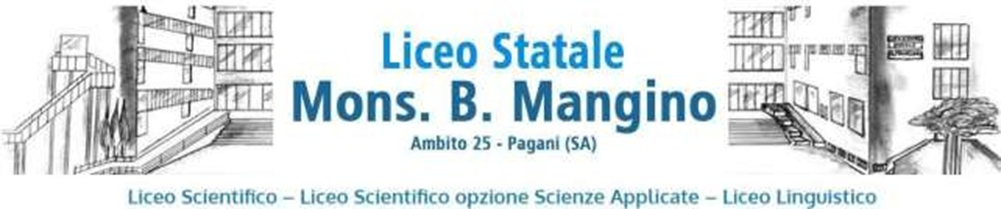 Liceo Statale
Mons. B. Mangino
Ambito 25 - Pagani (SA)
Liceo Scientifico – Liceo Scientifico opzione Scienze Applicate – Liceo Linguistico